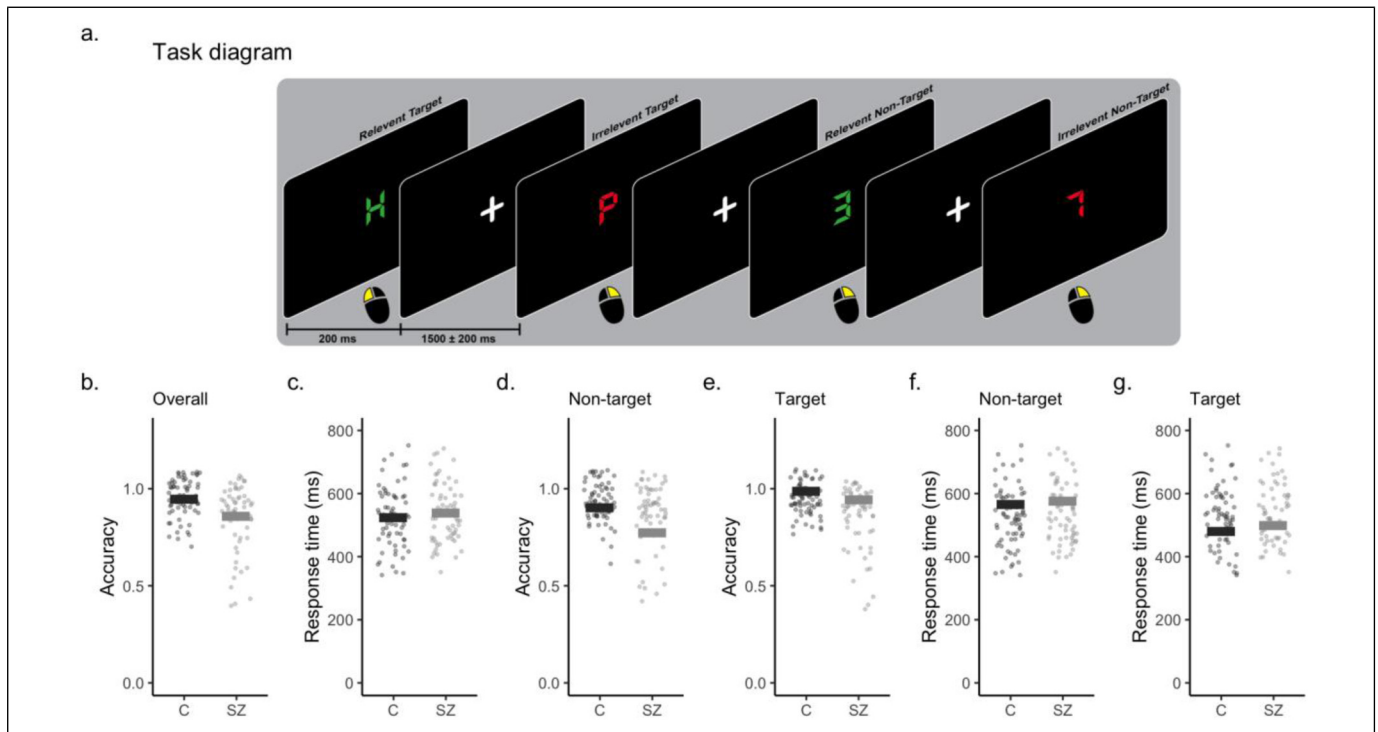 a.
Task diagram
Relevent Target
Irrelevent Target
Relevent Non-Target
Irrelevent Non-Target
H
P
3
7
200 ms
1500 ± 200 ms
b.
Overall
Accuracy
1.0
0.5
0.0
C SZ
c.
Response time (ms)
800
600
400
200
0
C SZ
d.
Non-target
Accuracy
1.0
0.5
0.0
C SZ
e.
Target
Accuracy
1.0
0.5
0.0
C SZ
f.
Non-target
Response time (ms)
800
600
400
200
0
C SZ
g.
Target
Response time (ms)
800
600
400
200
0
C SZ